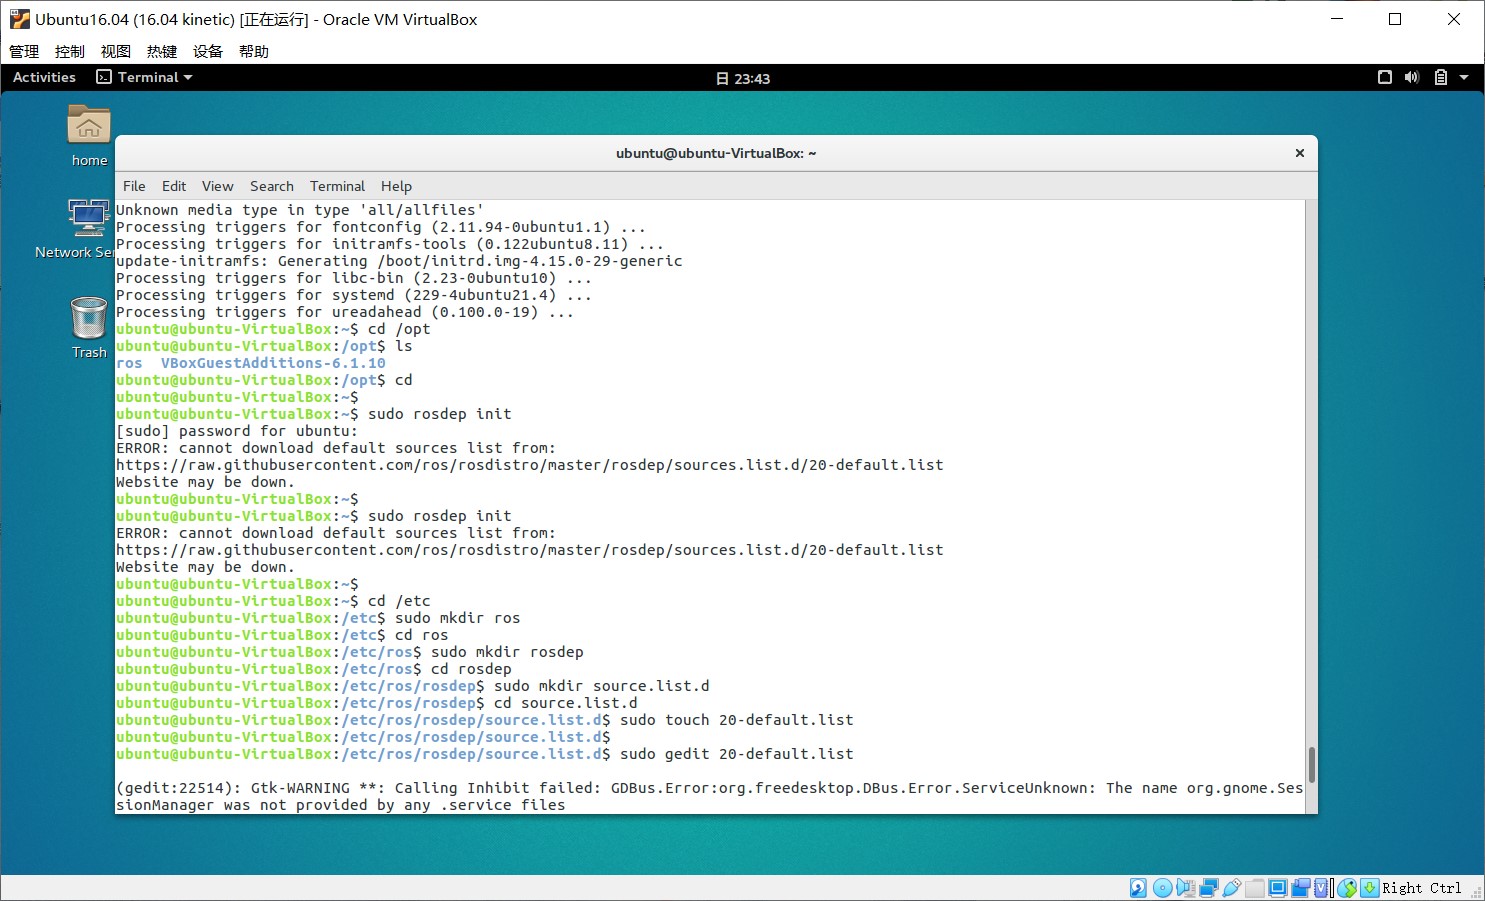 Ubuntu16.04 (16.04 kinetic) [正在运行] - Oracle VM VirtualBox
管理 控制 视图 热键 设备 帮助
Activities Terminal 日 23:43
home
Network Ser
Trash
ubuntu@ubuntu-VirtualBox: ~
File Edit View Search Terminal Help
Unknown media type in type 'all/allfiles'
Processing triggers for fontconfig (2.11.94-0ubuntu1.1) ...
Processing triggers for initramfs-tools (0.122ubuntu8.11) ...
update-initramfs: Generating /boot/initrd.img-4.15.0-29-generic
Processing triggers for libc-bin (2.23-0ubuntu10) ...
Processing triggers for systemd (229-4ubuntu21.4) ...
Processing triggers for ureadahead (0.100.0-19) ...
ubuntu@ubuntu-VirtualBox:~$ cd /opt
ubuntu@ubuntu-VirtualBox:/opt$ ls
ros VBoxGuestAdditions-6.1.10
ubuntu@ubuntu-VirtualBox:/opt$ cd
ubuntu@ubuntu-VirtualBox:~$
ubuntu@ubuntu-VirtualBox:~$ sudo rosdep init
[sudo] password for ubuntu:
ERROR: cannot download default sources list from:
https://raw.githubusercontent.com/ros/rosdistro/master/rosdep/sources.list.d/20-default.list
Website may be down.
ubuntu@ubuntu-VirtualBox:~$
ubuntu@ubuntu-VirtualBox:~$ sudo rosdep init
ERROR: cannot download default sources list from:
https://raw.githubusercontent.com/ros/rosdistro/master/rosdep/sources.list.d/20-default.list
Website may be down.
ubuntu@ubuntu-VirtualBox:~$
ubuntu@ubuntu-VirtualBox:~$ cd /etc
ubuntu@ubuntu-VirtualBox:/etc$ sudo mkdir ros
ubuntu@ubuntu-VirtualBox:/etc$ cd ros
ubuntu@ubuntu-VirtualBox:/etc/ros$ sudo mkdir rosdep
ubuntu@ubuntu-VirtualBox:/etc/ros$ cd rosdep
ubuntu@ubuntu-VirtualBox:/etc/ros/rosdep$ sudo mkdir source.list.d
ubuntu@ubuntu-VirtualBox:/etc/ros/rosdep$ cd source.list.d
ubuntu@ubuntu-VirtualBox:/etc/ros/rosdep/source.list.d$ sudo touch 20-default.list
ubuntu@ubuntu-VirtualBox:/etc/ros/rosdep/source.list.d$
ubuntu@ubuntu-VirtualBox:/etc/ros/rosdep/source.list.d$ sudo gedit 20-default.list
(gedit:22514): Gtk-WARNING **: Calling Inhibit failed: GDBus.Error:org.freedesktop.DBus.Error.ServiceUnknown: The name org.gnome.Ses
sionManager was not provided by any .service files
Right Ctrl